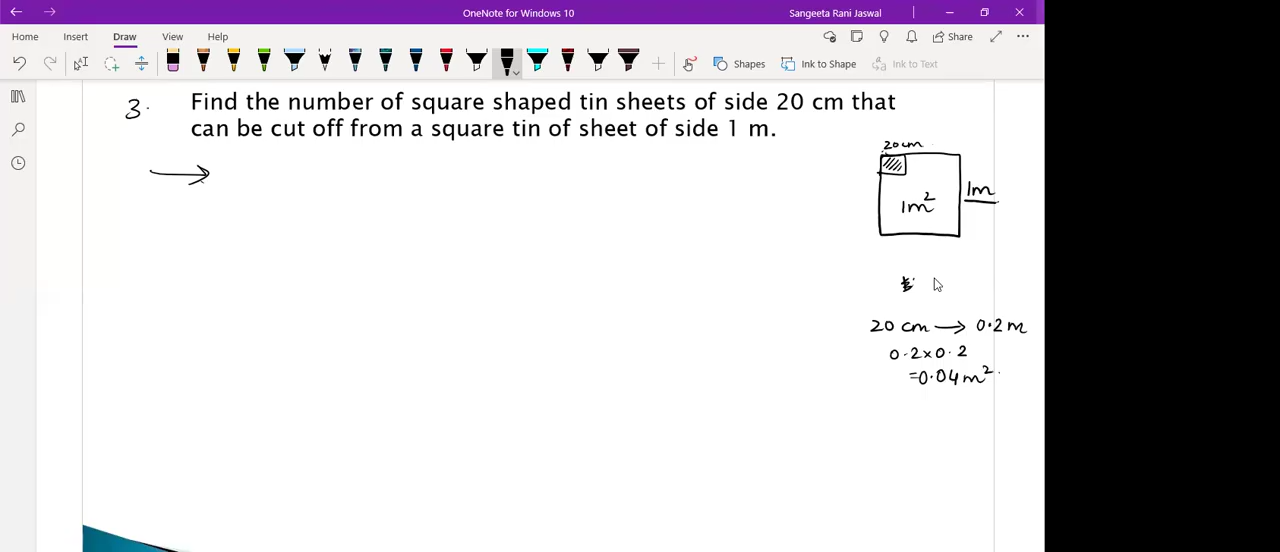 OneNote for Windows 10
Sangeeta Rani Jaswal
Home Insert Draw View Help
Share
Shapes Ink to Shape Ink to Text
3. Find the number of square shaped tin sheets of side 20 cm that
can be cut off from a square tin of sheet of side 1 m.
20cm
1m
1m²
20 cm → 0.2m
0.2×0.2
=0.04m².